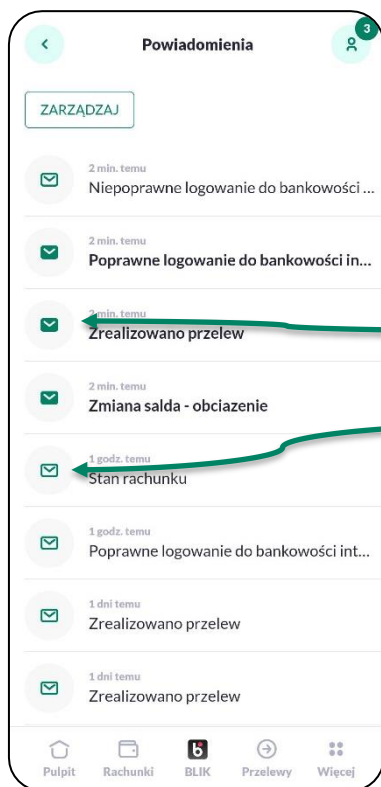 Powiadomienia
3
ZARZĄDZAJ
2 min. temu
Niepoprawne logowanie do bankowości ...
2 min. temu
Poprawne logowanie do bankowości in...
2 min. temu
Zrealizowano przelew
2 min. temu
Zmiana salda - obciazenie
1 godz. temu
Stan rachunku
1 godz. temu
Poprawne logowanie do bankowości int...
1 dni temu
Zrealizowano przelew
1 dni temu
Zrealizowano przelew
Pulpit Rachunki BLIK Przelewy Więcej